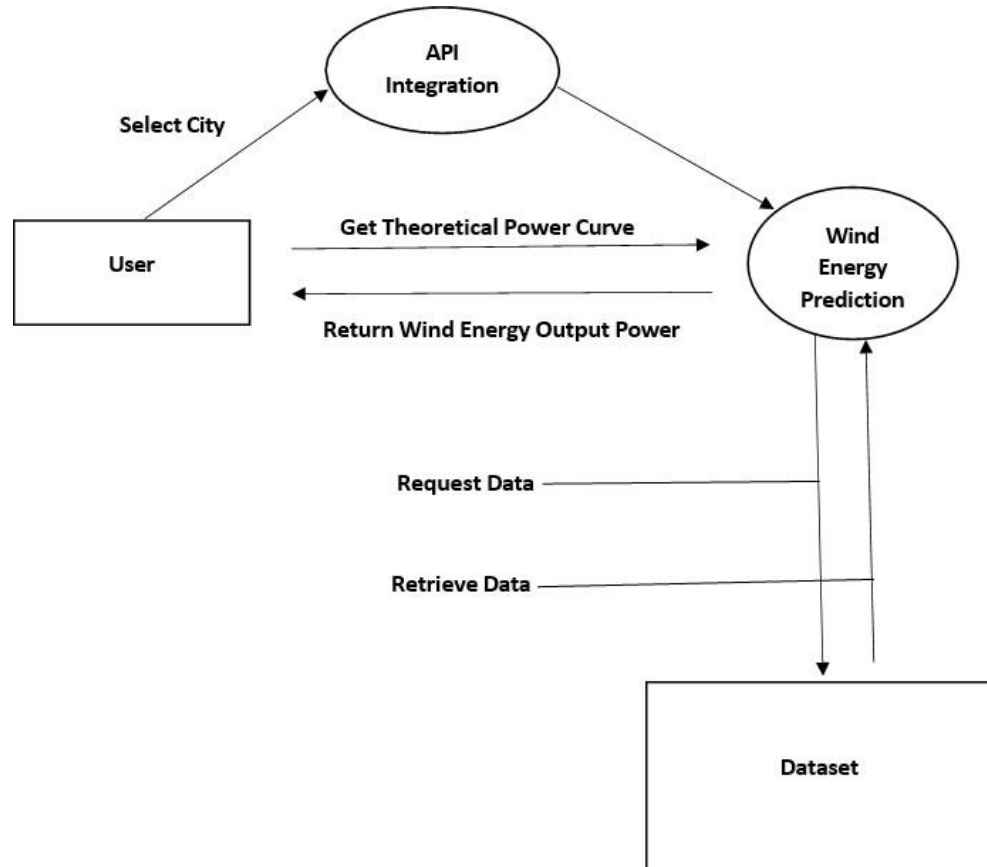 API
Integration
Select City
Get Theoretical Power Curve
User
Wind
Energy
Prediction
Return Wind Energy Output Power
Request Data
Retrieve Data
Dataset